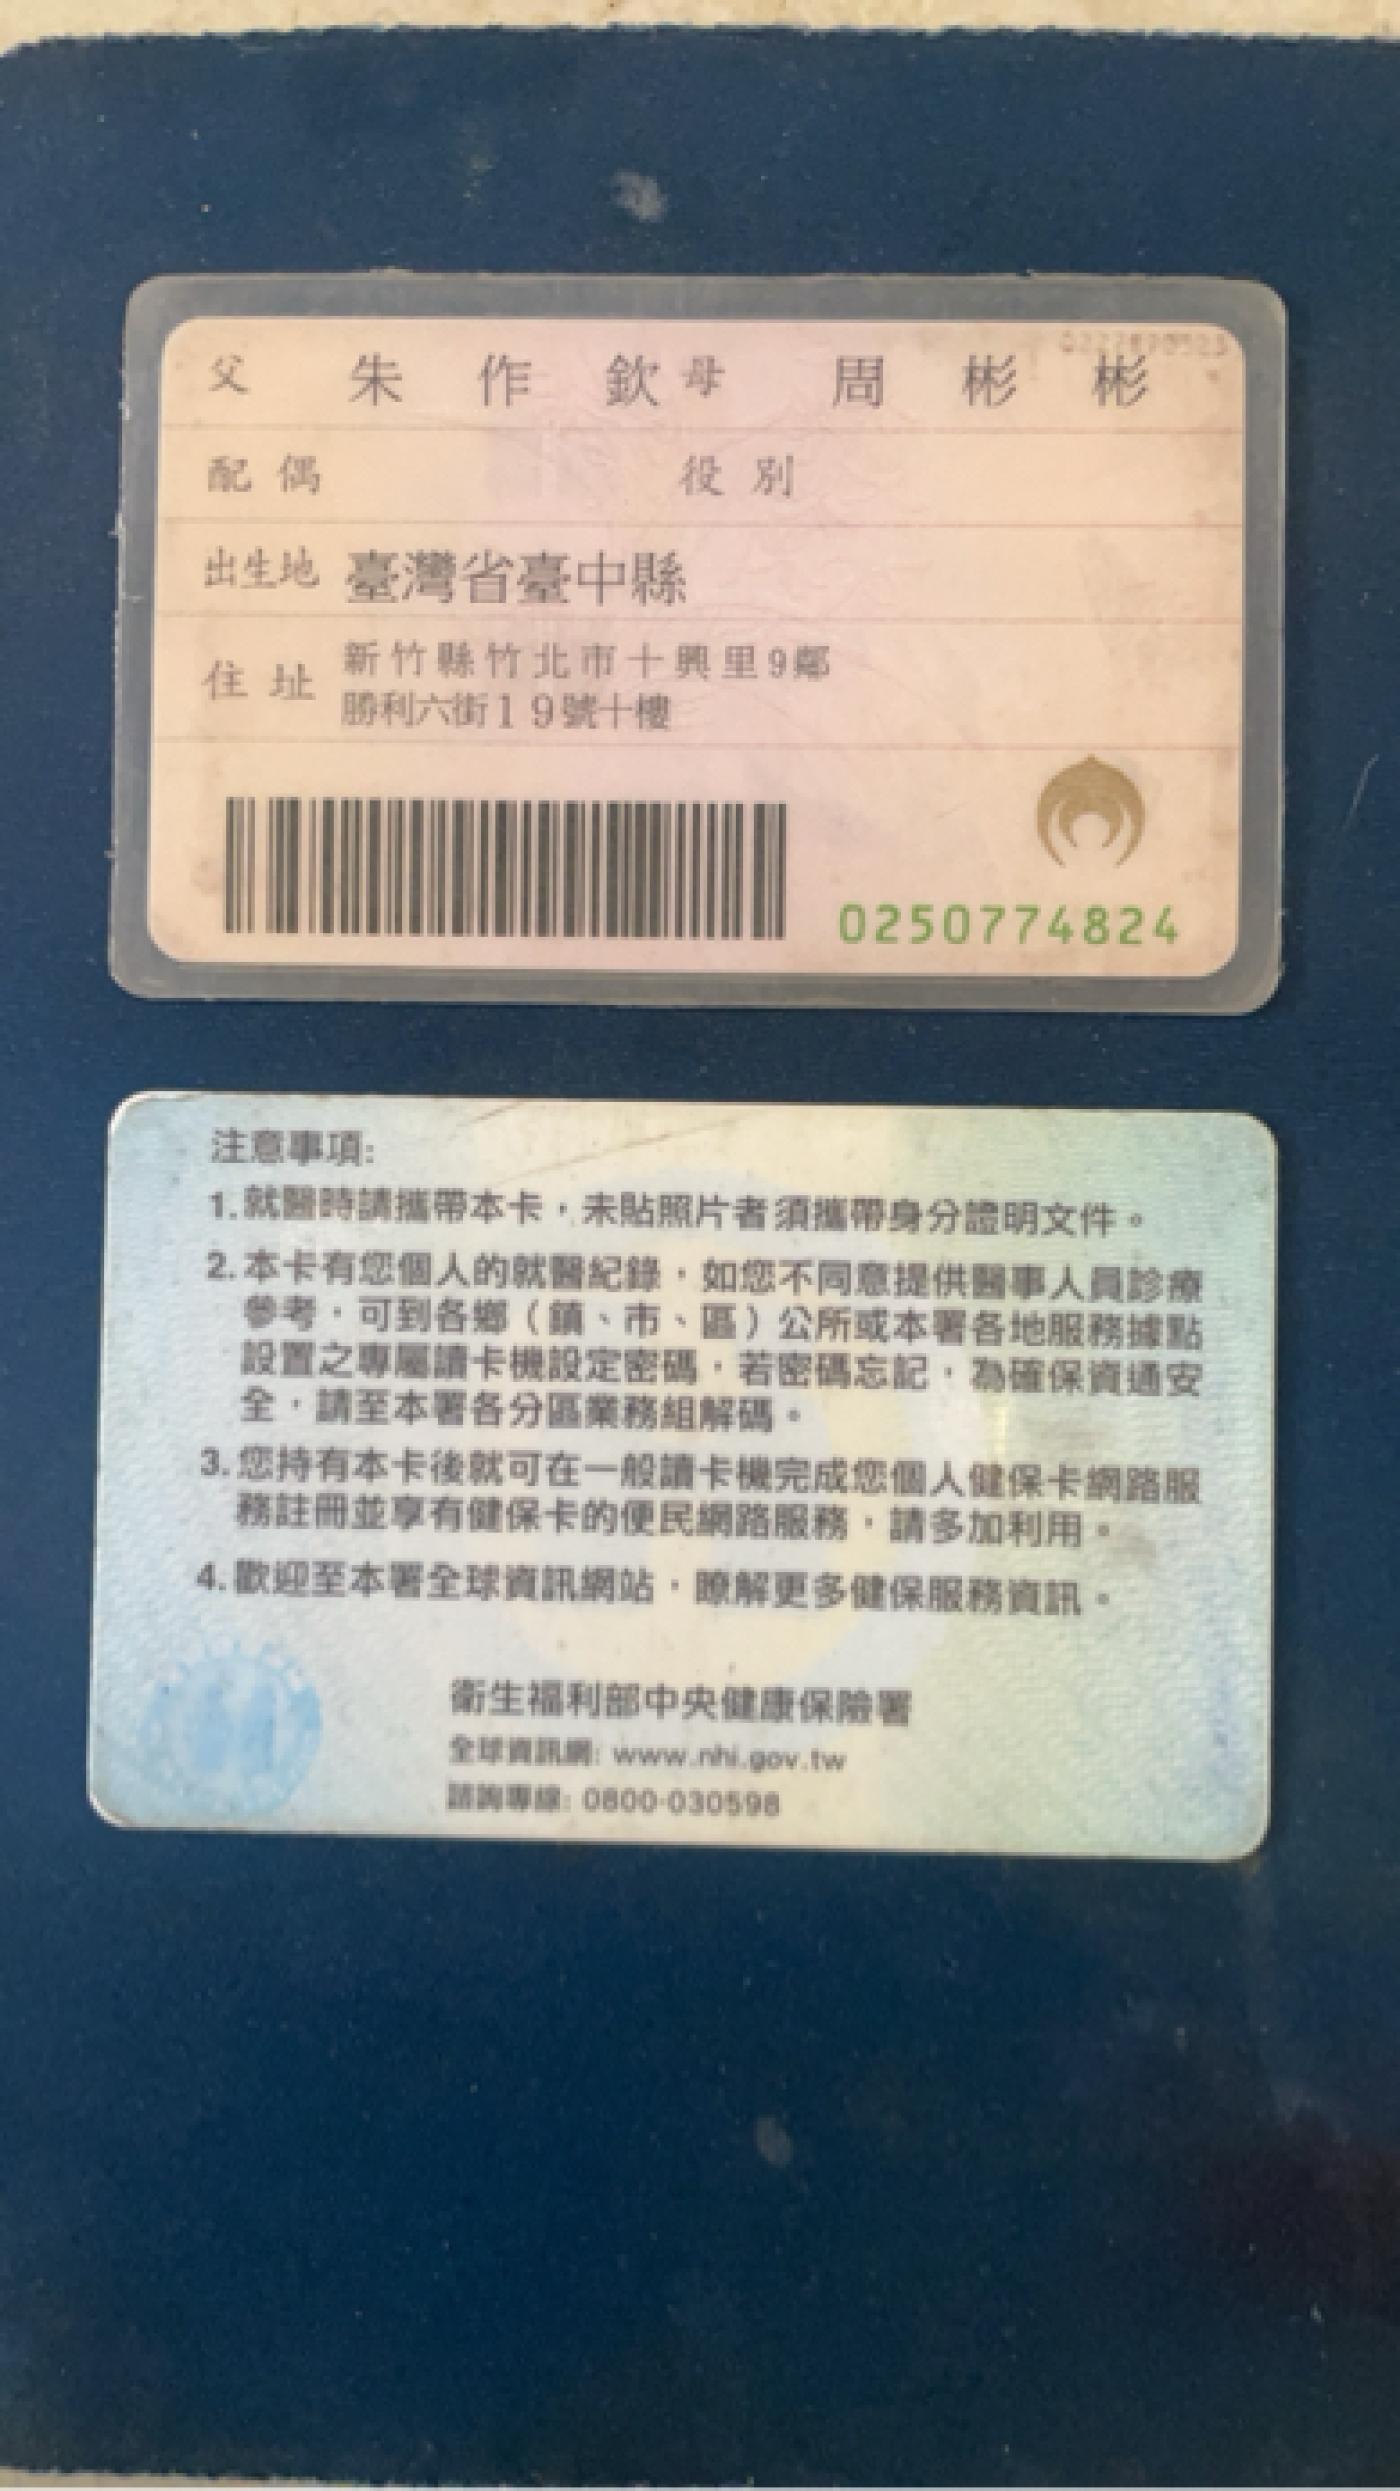 父 朱作欽 母 周彬彬
配偶 役別
出生地 臺灣省臺中縣
住址 新竹縣竹北市十興里9鄰
勝利六街19號十樓
0250774824
注意事項:
1.就醫時請攜帶本卡，未貼照片者須攜帶身分證明文件。
2.本卡有您個人的就醫紀錄，如您不同意提供醫事人員診療
參考，可到各鄉（鎮、市、區）公所或本署各地服務據點
設置之專屬讀卡機設定密碼，若密碼忘記，為確保資通安
全，請至本署各分區業務組解碼。
3.您持有本卡後就可在一般讀卡機完成您個人健保卡網路服
務註冊並享有健保卡的便民網路服務，請多加利用。
4.歡迎至本署全球資訊網站，瞭解更多健保服務資訊。
衛生福利部中央健康保險署
全球資訊網: www.nhi.gov.tw
諮詢專線: 0800-030598